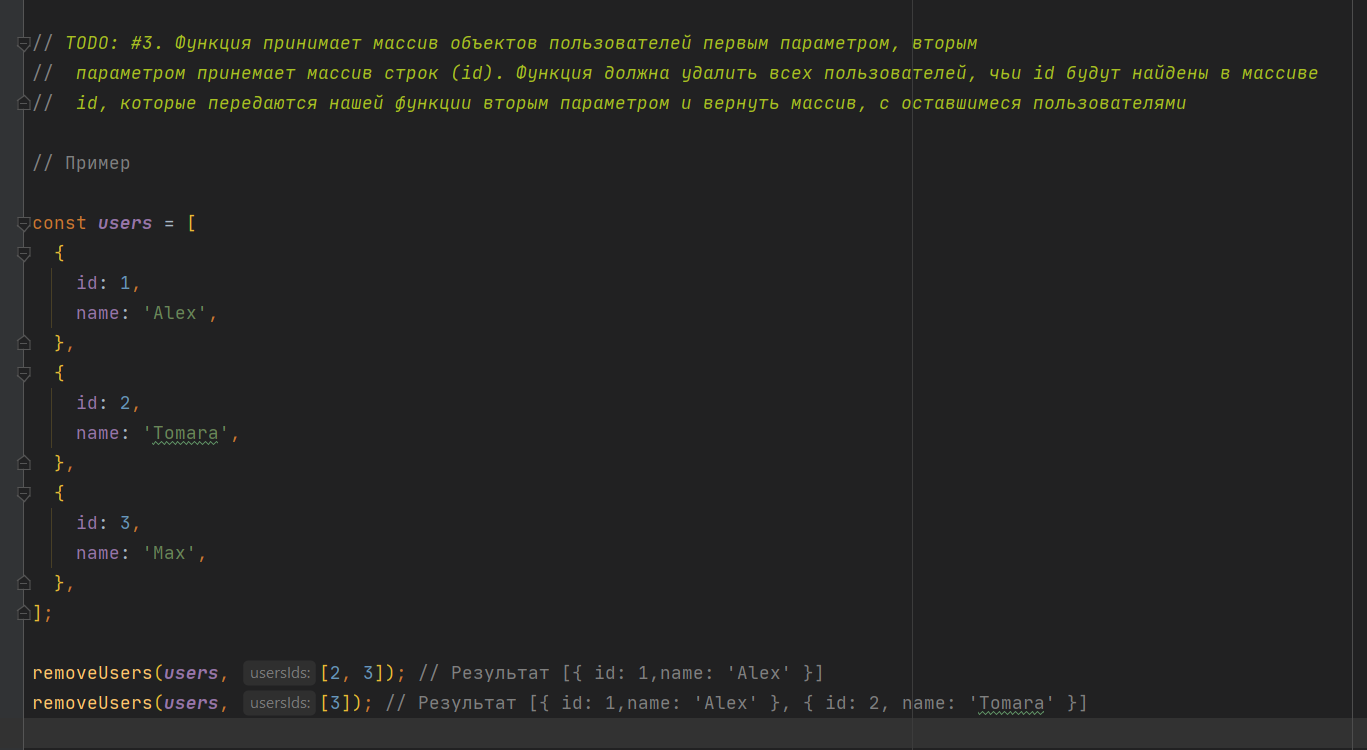 // TODO: #3. Функция принимает массив объектов пользователей первым параметром, вторым
//  параметром принемает массив строк (id). Функция должна удалить всех пользователей, чьи id будут найдены в массиве
//  id, которые передаются нашей функции вторым параметром и вернуть массив, с оставшимеся пользователями
// Пример
const users = [
  {
    id: 1,
    name: 'Alex',
  },
  {
    id: 2,
    name: 'Tomara',
  },
  {
    id: 3,
    name: 'Max',
  },
];
removeUsers(users, usersIds: [2, 3]); // Результат [{ id: 1,name: 'Alex' }]
removeUsers(users, usersIds: [3]); // Результат [{ id: 1,name: 'Alex' }, { id: 2, name: 'Tomara' }]